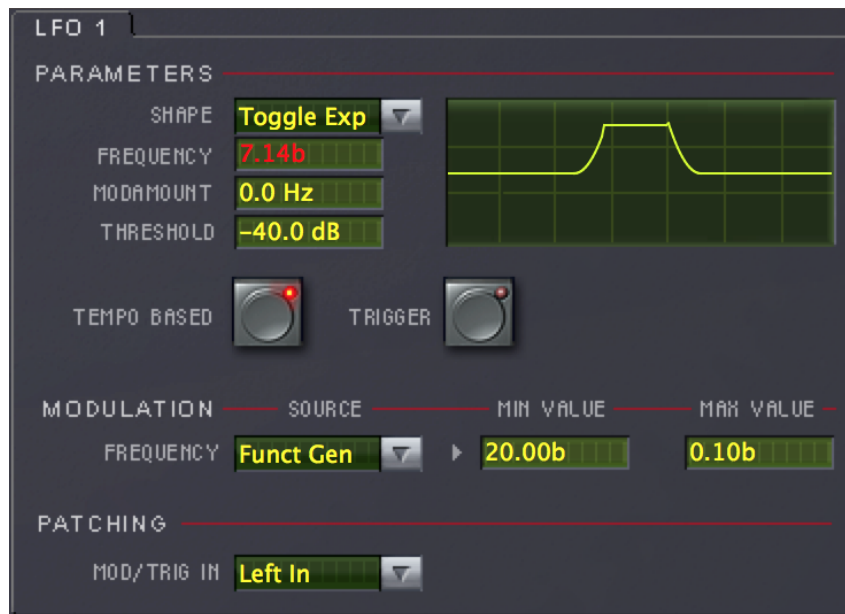 LFO 1
PARAMETERS
SHAPE Toggle Exp
FREQUENCY 7.14b
MODAMOUNT 0.0 Hz
THRESHOLD -40.0 dB
TEMPO BASED TRIGGER
MODULATION SOURCE MIN VALUE MAX VALUE
FREQUENCY Funct Gen 20.00b 0.10b
PATCHING
MOD/TRIG IN Left In